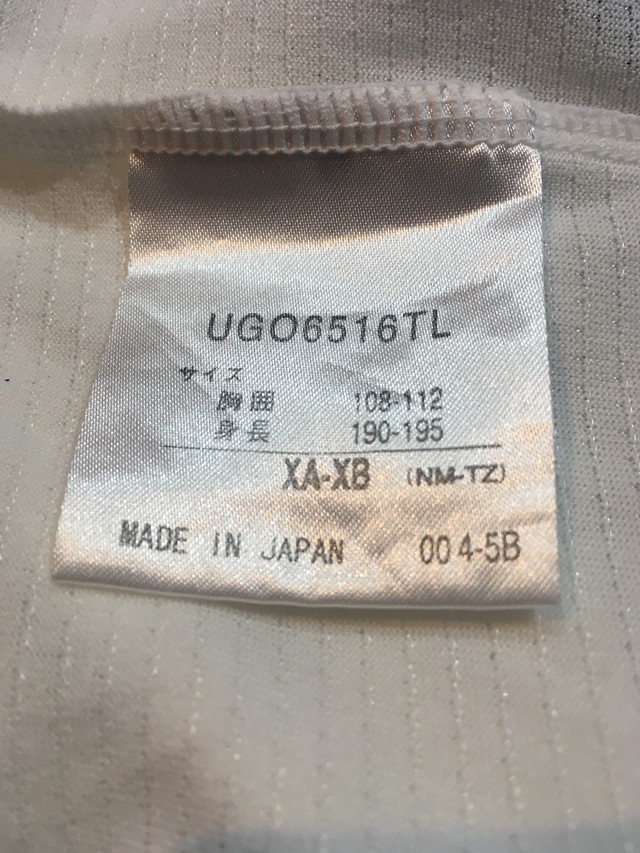 UGO6516TL
サイズ
胸囲 108-112
身長 190-195
XA-XB (NM-TZ)
MADE IN JAPAN 004-5B